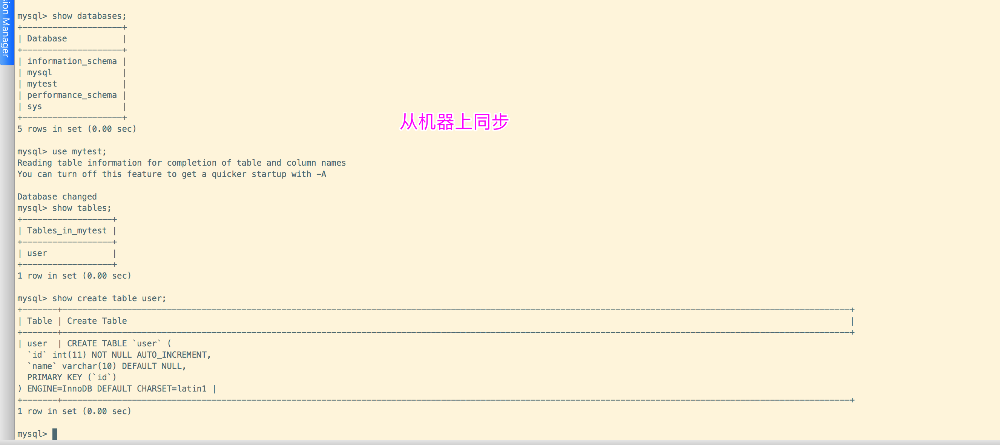 sion Manager
mysql> show databases;
+--------------------+
| Database           |
+--------------------+
| information_schema |
| mysql              |
| mytest             |
| performance_schema |
| sys                |
+--------------------+
从机器上同步
5 rows in set (0.00 sec)
mysql> use mytest;
Reading table information for completion of table and column names
You can turn off this feature to get a quicker startup with -A
Database changed
mysql> show tables;
+------------------+
| Tables_in_mytest |
+------------------+
| user             |
+------------------+
1 row in set (0.00 sec)
mysql> show create table user;
+-------+----------------------------------------------------------------------------------------------------------------------------------------------------------------+
| Table | Create Table                                                                                                                                                   |
+-------+----------------------------------------------------------------------------------------------------------------------------------------------------------------+
| user  | CREATE TABLE `user` (
  `id` int(11) NOT NULL AUTO_INCREMENT,
  `name` varchar(10) DEFAULT NULL,
  PRIMARY KEY (`id`)
) ENGINE=InnoDB DEFAULT CHARSET=latin1 |
+-------+----------------------------------------------------------------------------------------------------------------------------------------------------------------+
1 row in set (0.00 sec)
mysql>